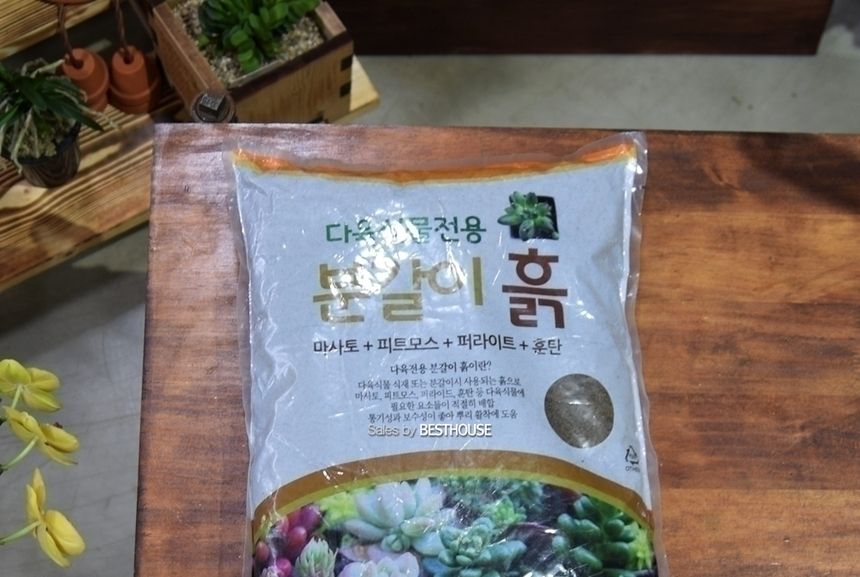 다육식물전용
분갈이 흙
마사토 + 피트모스 + 퍼라이트 + 훈탄
다육전용 분갈이 흙이란?
다육식물 식재 또는 분갈이시 사용되는 흙으로
마사토, 피트모스, 퍼라이드, 훈탄 등 다육식물에
필요한 요소들이 적절히 배합
통기성과 보수성이 좋아 뿌리 활착에 도움
Sales by BESTHOUSE
OTHER